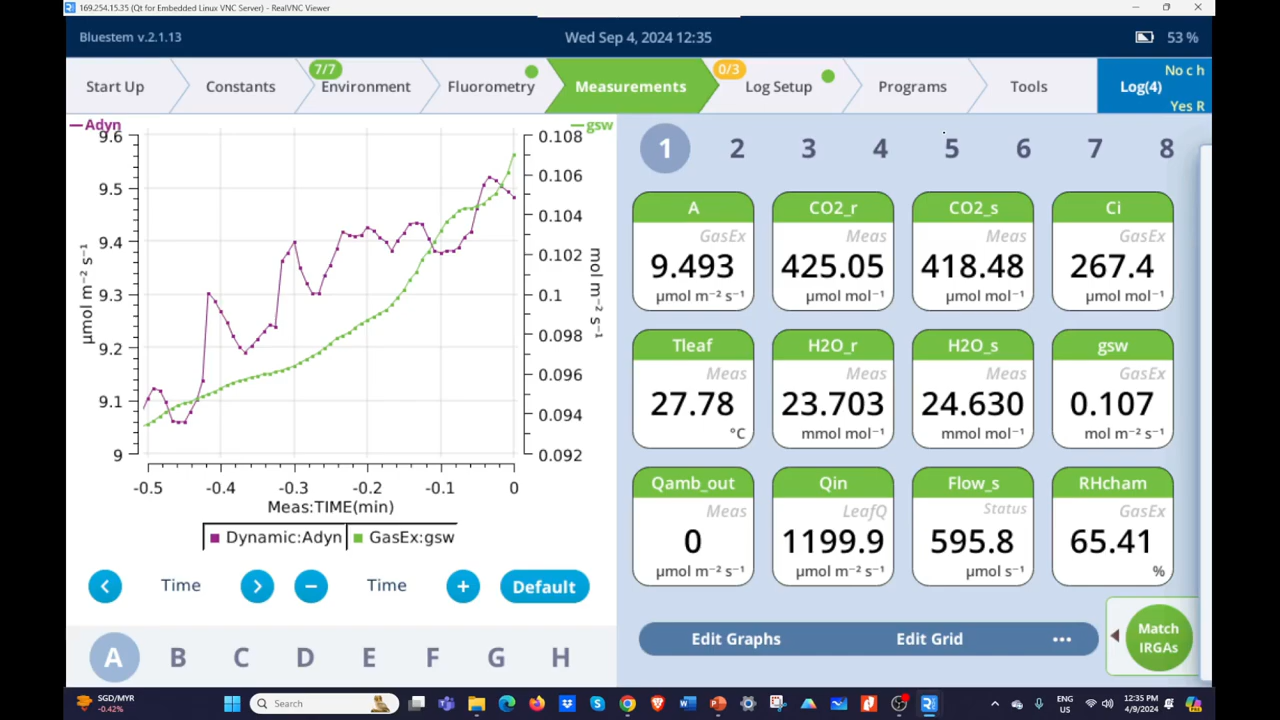 169.254.15.35 (Qt for Embedded Linux VNC Server) - RealVNC Viewer
Bluestem v.2.1.13
Wed Sep 4, 2024 12:35
53 %
Start Up
Constants
7/7
Environment
Fluorometry
Measurements
0/3
Log Setup
Programs
Tools
No c h
Log(4)
Yes R
Adyn
gsw
9.6
9.5
9.4
9.3
9.2
9.1
9
µmol m⁻² s⁻¹
0.108
0.106
0.104
0.102
0.1
0.098
0.096
0.094
0.092
mol m⁻² s⁻¹
-0.5 -0.4 -0.3 -0.2 -0.1 0
Meas:TIME(min)
Dynamic:Adyn GasEx:gsw
Time
Time
Default
A B C D E F G H
1 2 3 4 5 6 7 8
A
GasEx
9.493
µmol m⁻² s⁻¹
CO2_r
Meas
425.05
µmol mol⁻¹
CO2_s
Meas
418.48
µmol mol⁻¹
Ci
GasEx
267.4
µmol mol⁻¹
Tleaf
Meas
27.78
°C
H2O_r
Meas
23.703
mmol mol⁻¹
H2O_s
Meas
24.630
mmol mol⁻¹
gsw
GasEx
0.107
mol m⁻² s⁻¹
Qamb_out
Meas
0
µmol m⁻² s⁻¹
Qin
LeafQ
1199.9
µmol m⁻² s⁻¹
Flow_s
Status
595.8
µmol s⁻¹
RHcham
GasEx
65.41
%
Edit Graphs
Edit Grid
Match
IRGAs
SGD/MYR
-0.42%
Search
ENG
US
12:35 PM
4/9/2024